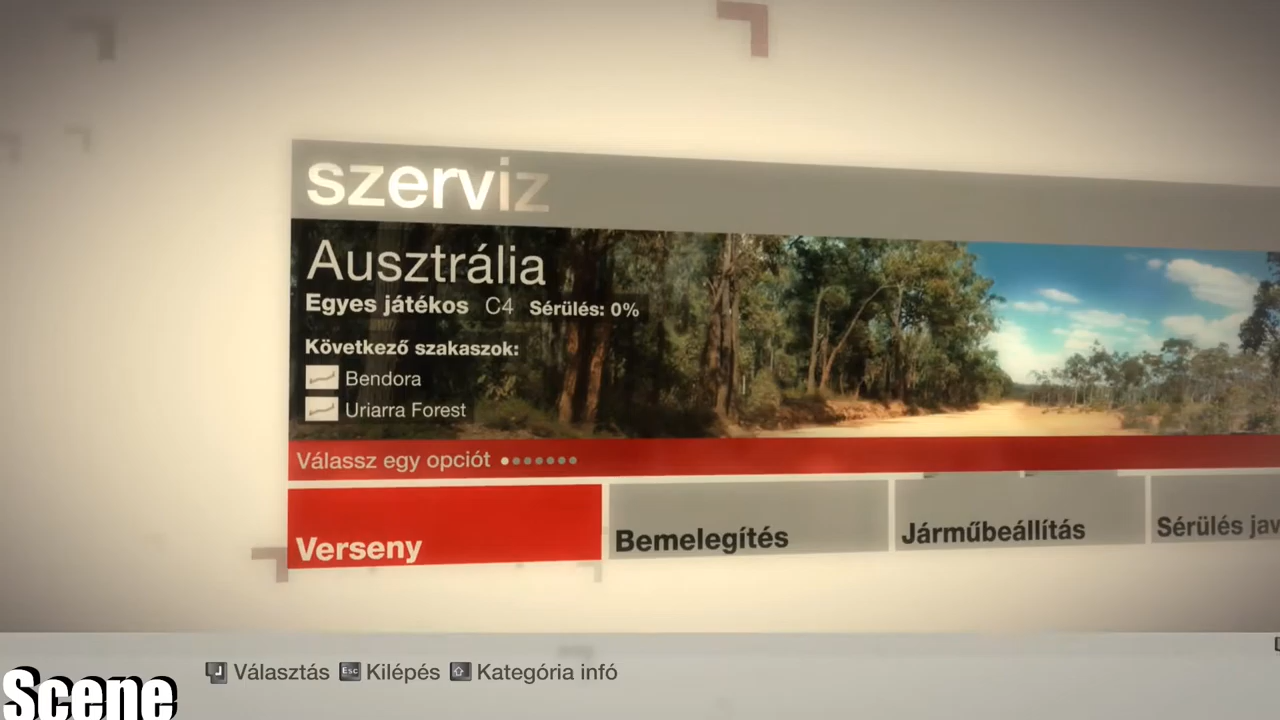 szerviz
Ausztrália
Egyes játékos C4 Sérülés: 0%
Következő szakaszok:
Bendora
Uriarra Forest
Válassz egy opciót
Verseny
Bemelegítés
Járműbeállítás
Sérülés jav
Esc
Választás Kilépés Kategória infó
Scene